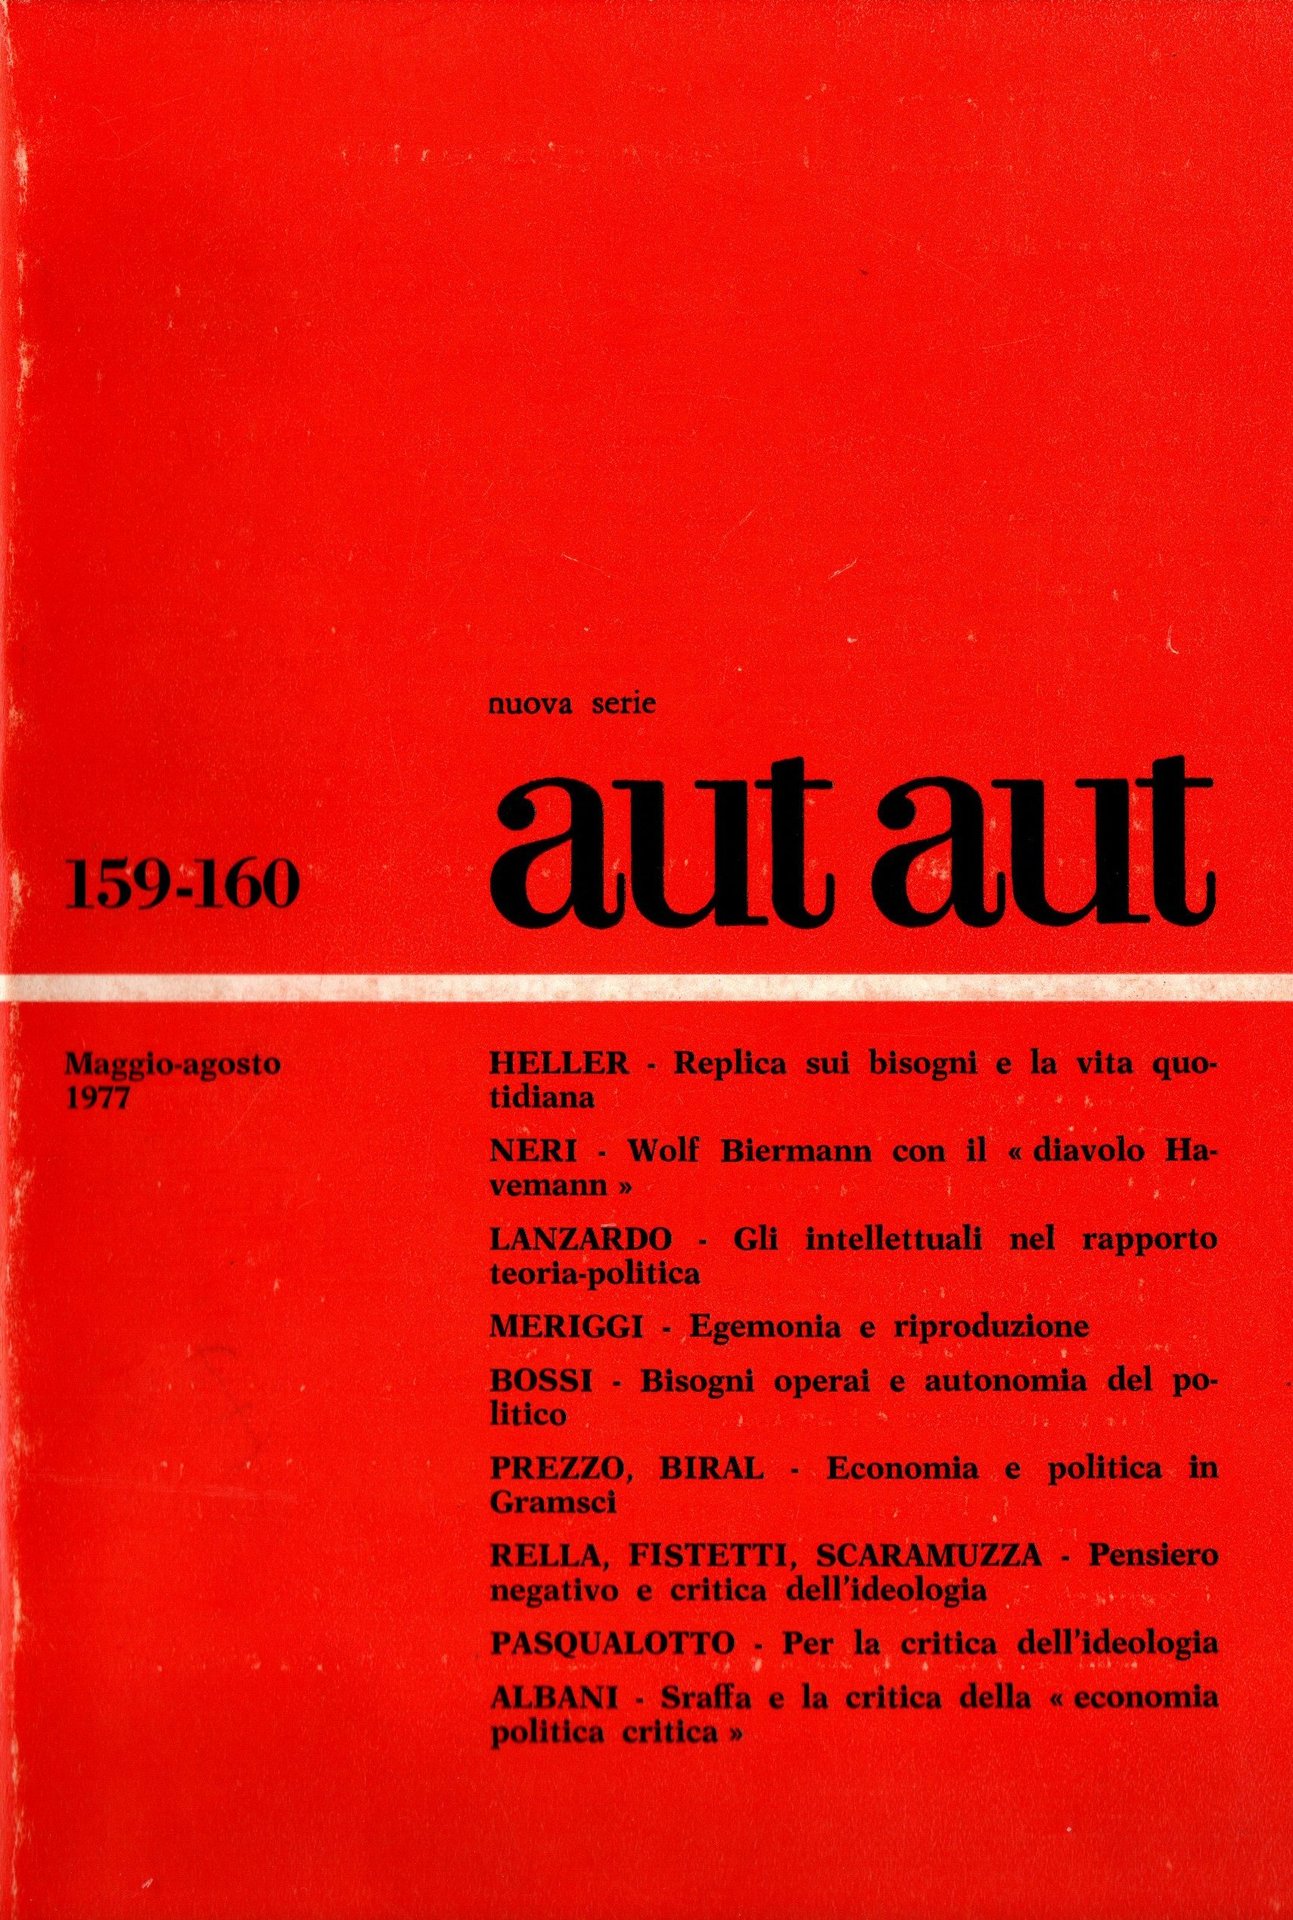 nuova serie
aut aut
159-160
Maggio-agosto
1977
HELLER - Replica sui bisogni e la vita quo-
tidiana
NERI - Wolf Biermann con il « diavolo Ha-
vemann »
LANZARDO - Gli intellettuali nel rapporto
teoria-politica
MERIGGI - Egemonia e riproduzione
BOSSI - Bisogni operai e autonomia del po-
litico
PREZZO, BIRAL - Economia e politica in
Gramsci
RELLA, FISTETTI, SCARAMUZZA - Pensiero
negativo e critica dell'ideologia
PASQUALOTTO - Per la critica dell'ideologia
ALBANI - Sraffa e la critica della « economia
politica critica »